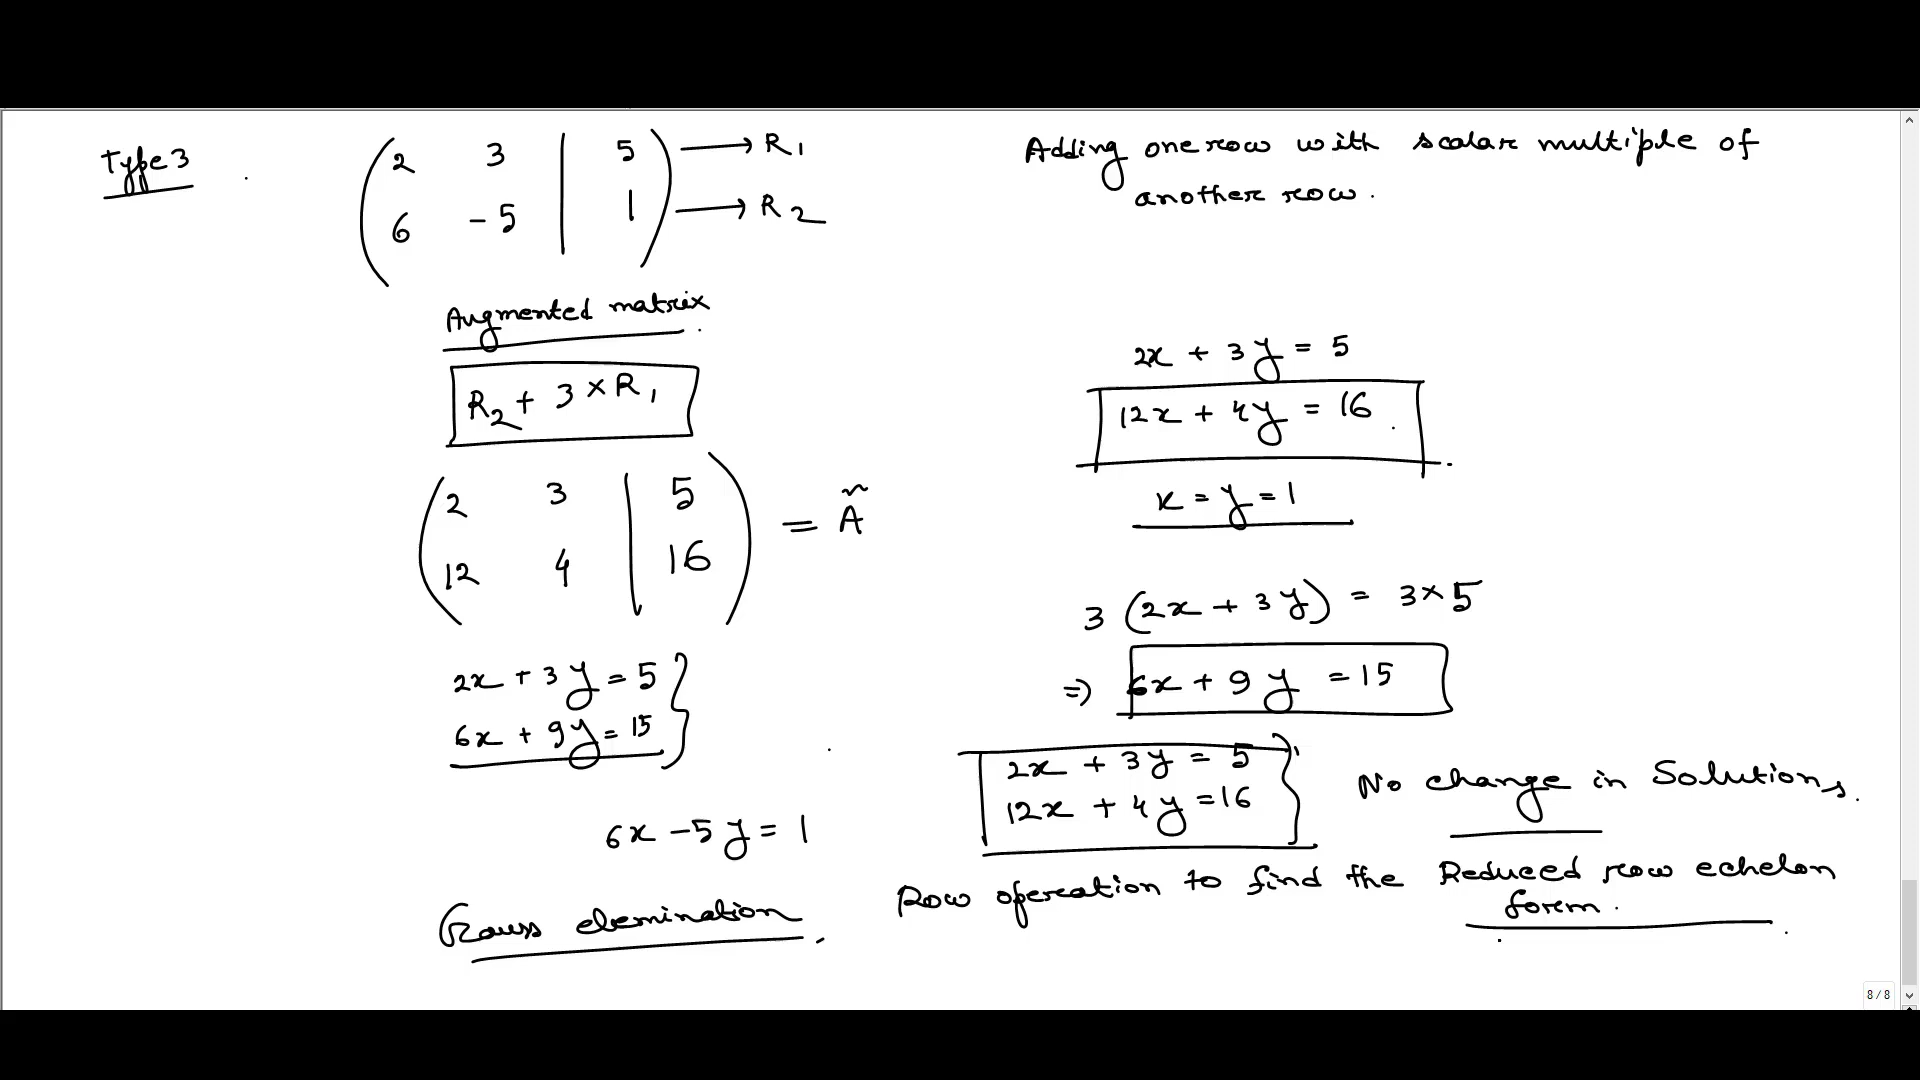 Type 3
2 3 | 5 → R1
6 -5 | 1 → R2
Adding one row with scalar multiple of
another row.
Augmented matrix
R2 + 3 × R1
2 3 | 5
12 4 | 16
= Ã
2x + 3y = 5
6x + 9y = 15
6x - 5y = 1
Gauss elemination.
2x + 3y = 5
12x + 4y = 16
x = y = 1
3 (2x + 3y) = 3 × 5
⇒ 6x + 9y = 15
2x + 3y = 5
12x + 4y = 16
No change in Solutions.
Row operation to find the Reduced row echelon
form.
8 / 8